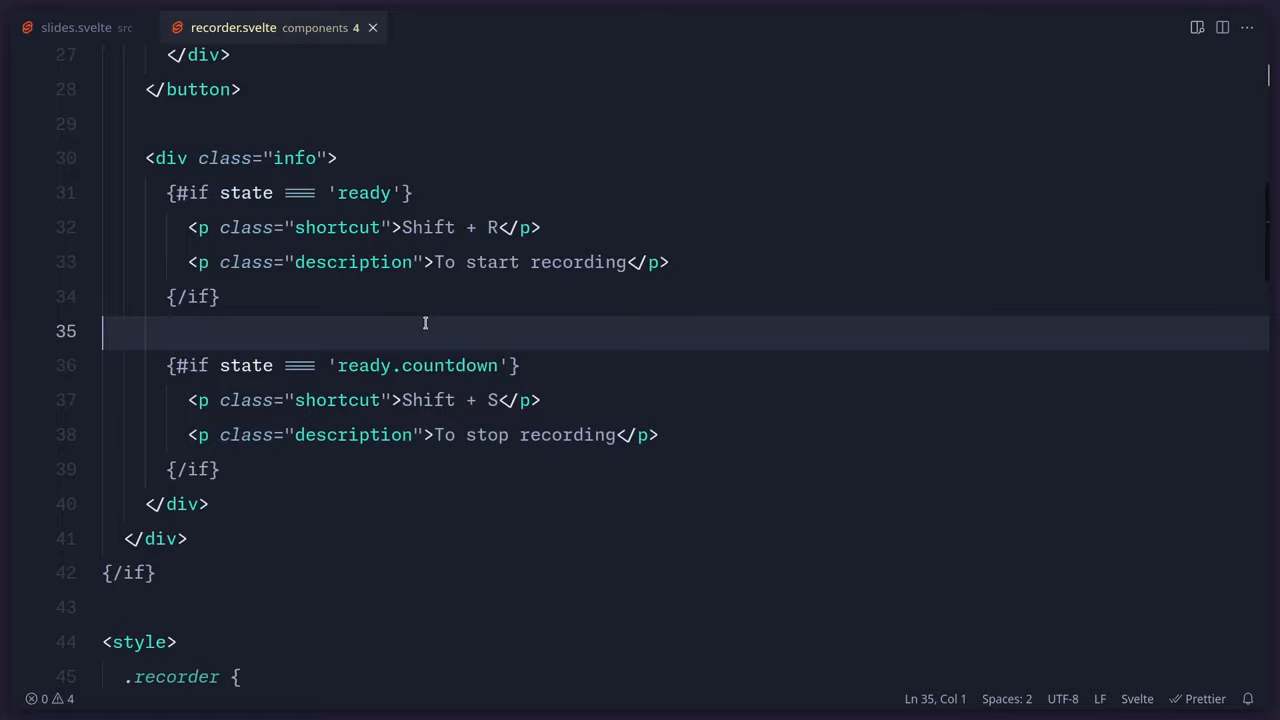 slides.svelte src recorder.svelte components 4
27 </div>
28 </button>
29
30 <div class="info">
31 {#if state === 'ready'}
32 <p class="shortcut">Shift + R</p>
33 <p class="description">To start recording</p>
34 {/if}
35
36 {#if state === 'ready.countdown'}
37 <p class="shortcut">Shift + S</p>
38 <p class="description">To stop recording</p>
39 {/if}
40 </div>
41 </div>
42 {/if}
43
44 <style>
45 .recorder {
0 4 Ln 35, Col 1 Spaces: 2 UTF-8 LF Svelte Prettier